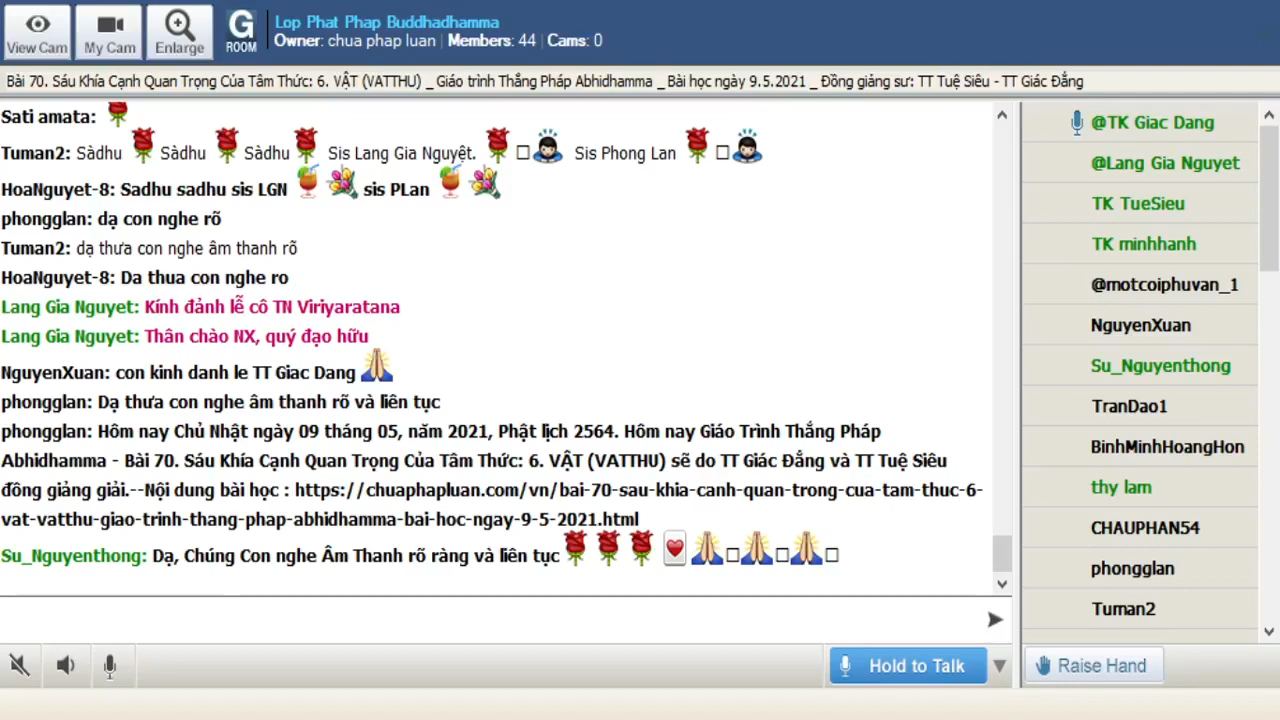 View Cam
My Cam
Enlarge
G
ROOM
Lop Phat Phap Buddhadhamma
Owner: chua phap luan | Members: 44 | Cams: 0
Bài 70. Sáu Khía Cạnh Quan Trọng Của Tâm Thức: 6. VẬT (VATTHU) _ Giáo trình Thắng Pháp Abhidhamma _ Bài học ngày 9.5.2021 _ Đồng giảng sư: TT Tuệ Siêu - TT Giác Đẳng
Sati amata:
Tuman2: Sàdhu Sàdhu Sàdhu Sis Lang Gia Nguyệt. Sis Phong Lan
HoaNguyet-8: Sadhu sadhu sis LGN sis PLan
phongglan: dạ con nghe rõ
Tuman2: dạ thưa con nghe âm thanh rõ
HoaNguyet-8: Da thua con nghe ro
Lang Gia Nguyet: Kính đảnh lễ cô TN Viriyaratana
Lang Gia Nguyet: Thân chào NX, quý đạo hữu
NguyenXuan: con kinh danh le TT Giac Dang
phongglan: Dạ thưa con nghe âm thanh rõ và liên tục
phongglan: Hôm nay Chủ Nhật ngày 09 tháng 05, năm 2021, Phật lịch 2564. Hôm nay Giáo Trình Thắng Pháp
Abhidhamma - Bài 70. Sáu Khía Cạnh Quan Trọng Của Tâm Thức: 6. VẬT (VATTHU) sẽ do TT Giác Đẳng và TT Tuệ Siêu
đồng giảng giải.--Nội dung bài học : https://chuaphapluan.com/vn/bai-70-sau-khia-canh-quan-trong-cua-tam-thuc-6-
vat-vatthu-giao-trinh-thang-phap-abhidhamma-bai-hoc-ngay-9-5-2021.html
Su_Nguyenthong: Dạ, Chúng Con nghe Âm Thanh rõ ràng và liên tục
@TK Giac Dang
@Lang Gia Nguyet
TK TueSieu
TK minhhanh
@motcoiphuvan_1
NguyenXuan
Su_Nguyenthong
TranDao1
BinhMinhHoangHon
thy lam
CHAUPHAN54
phongglan
Tuman2
Hold to Talk
Raise Hand